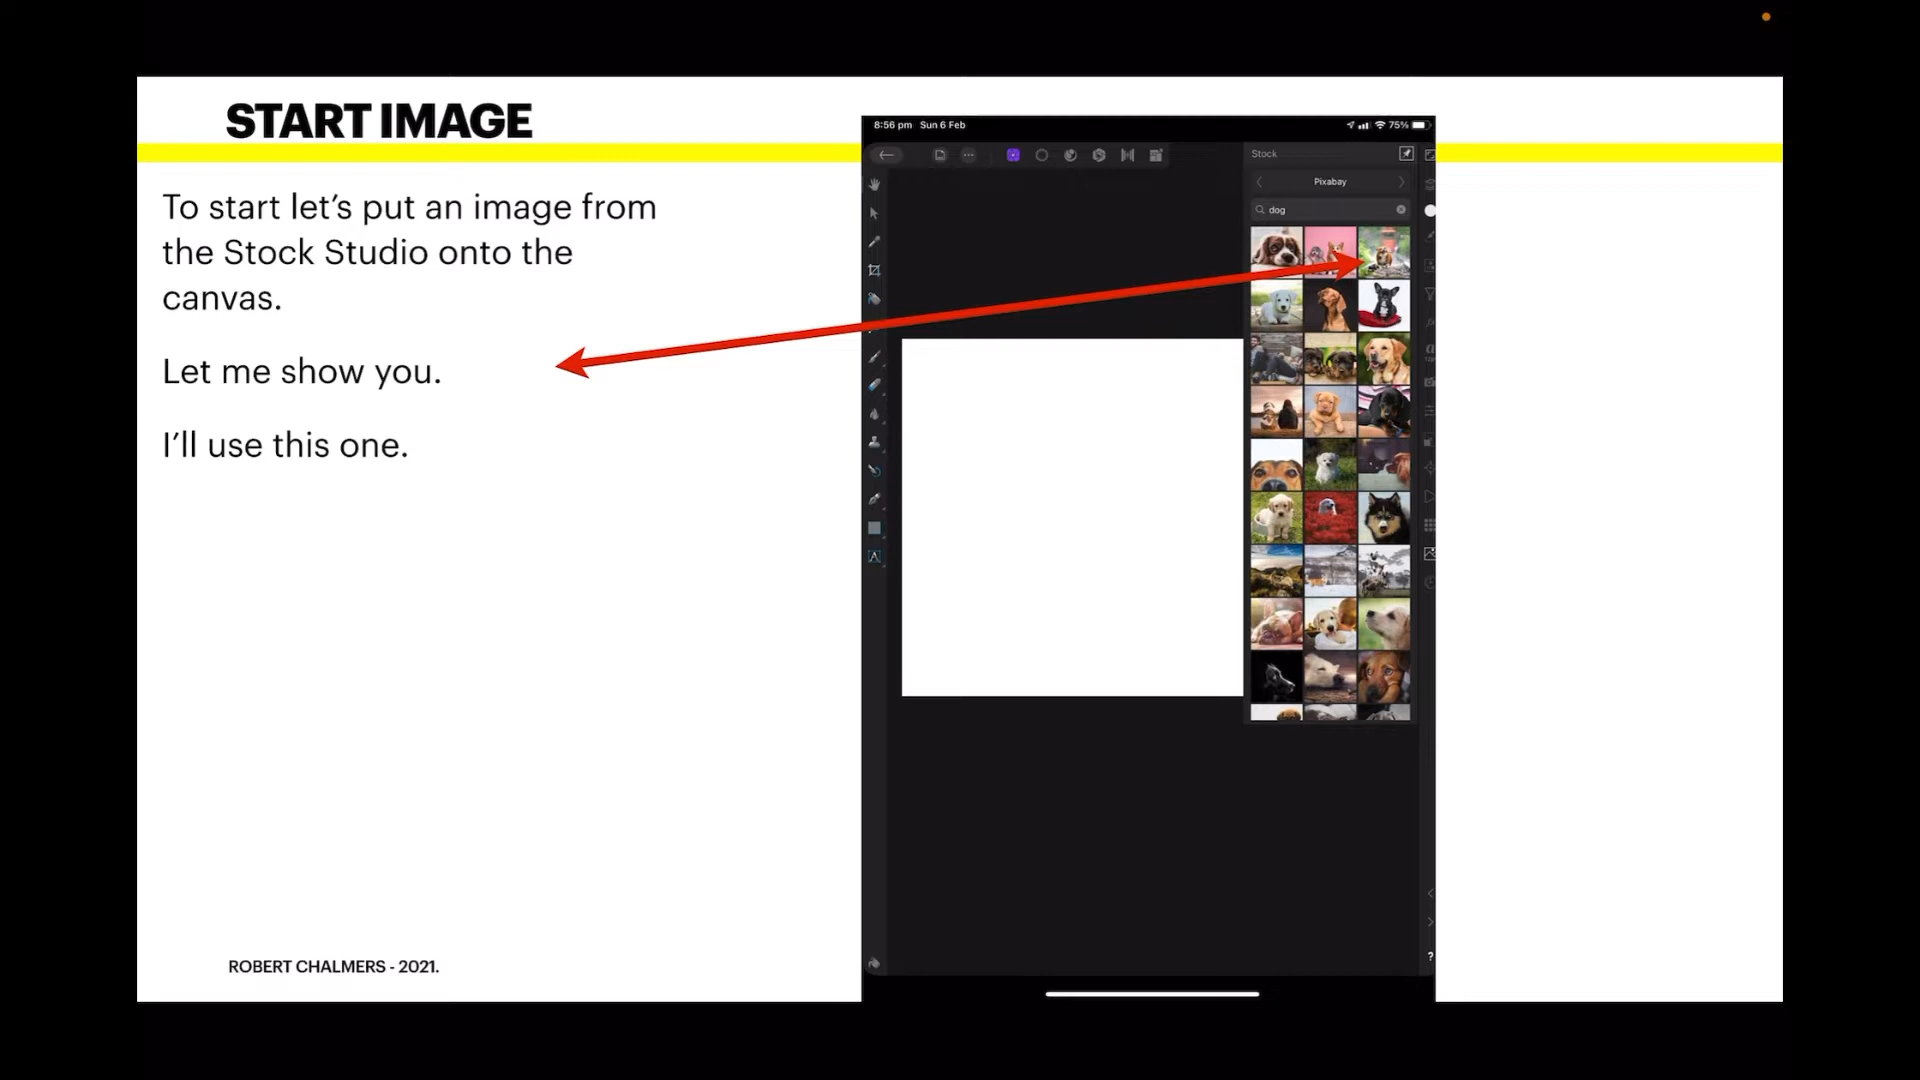 START IMAGE
To start let’s put an image from
the Stock Studio onto the
canvas.
Let me show you.
I’ll use this one.
ROBERT CHALMERS - 2021.
8:56 pm Sun 6 Feb
75%
Stock
Pixabay
dog
A
?